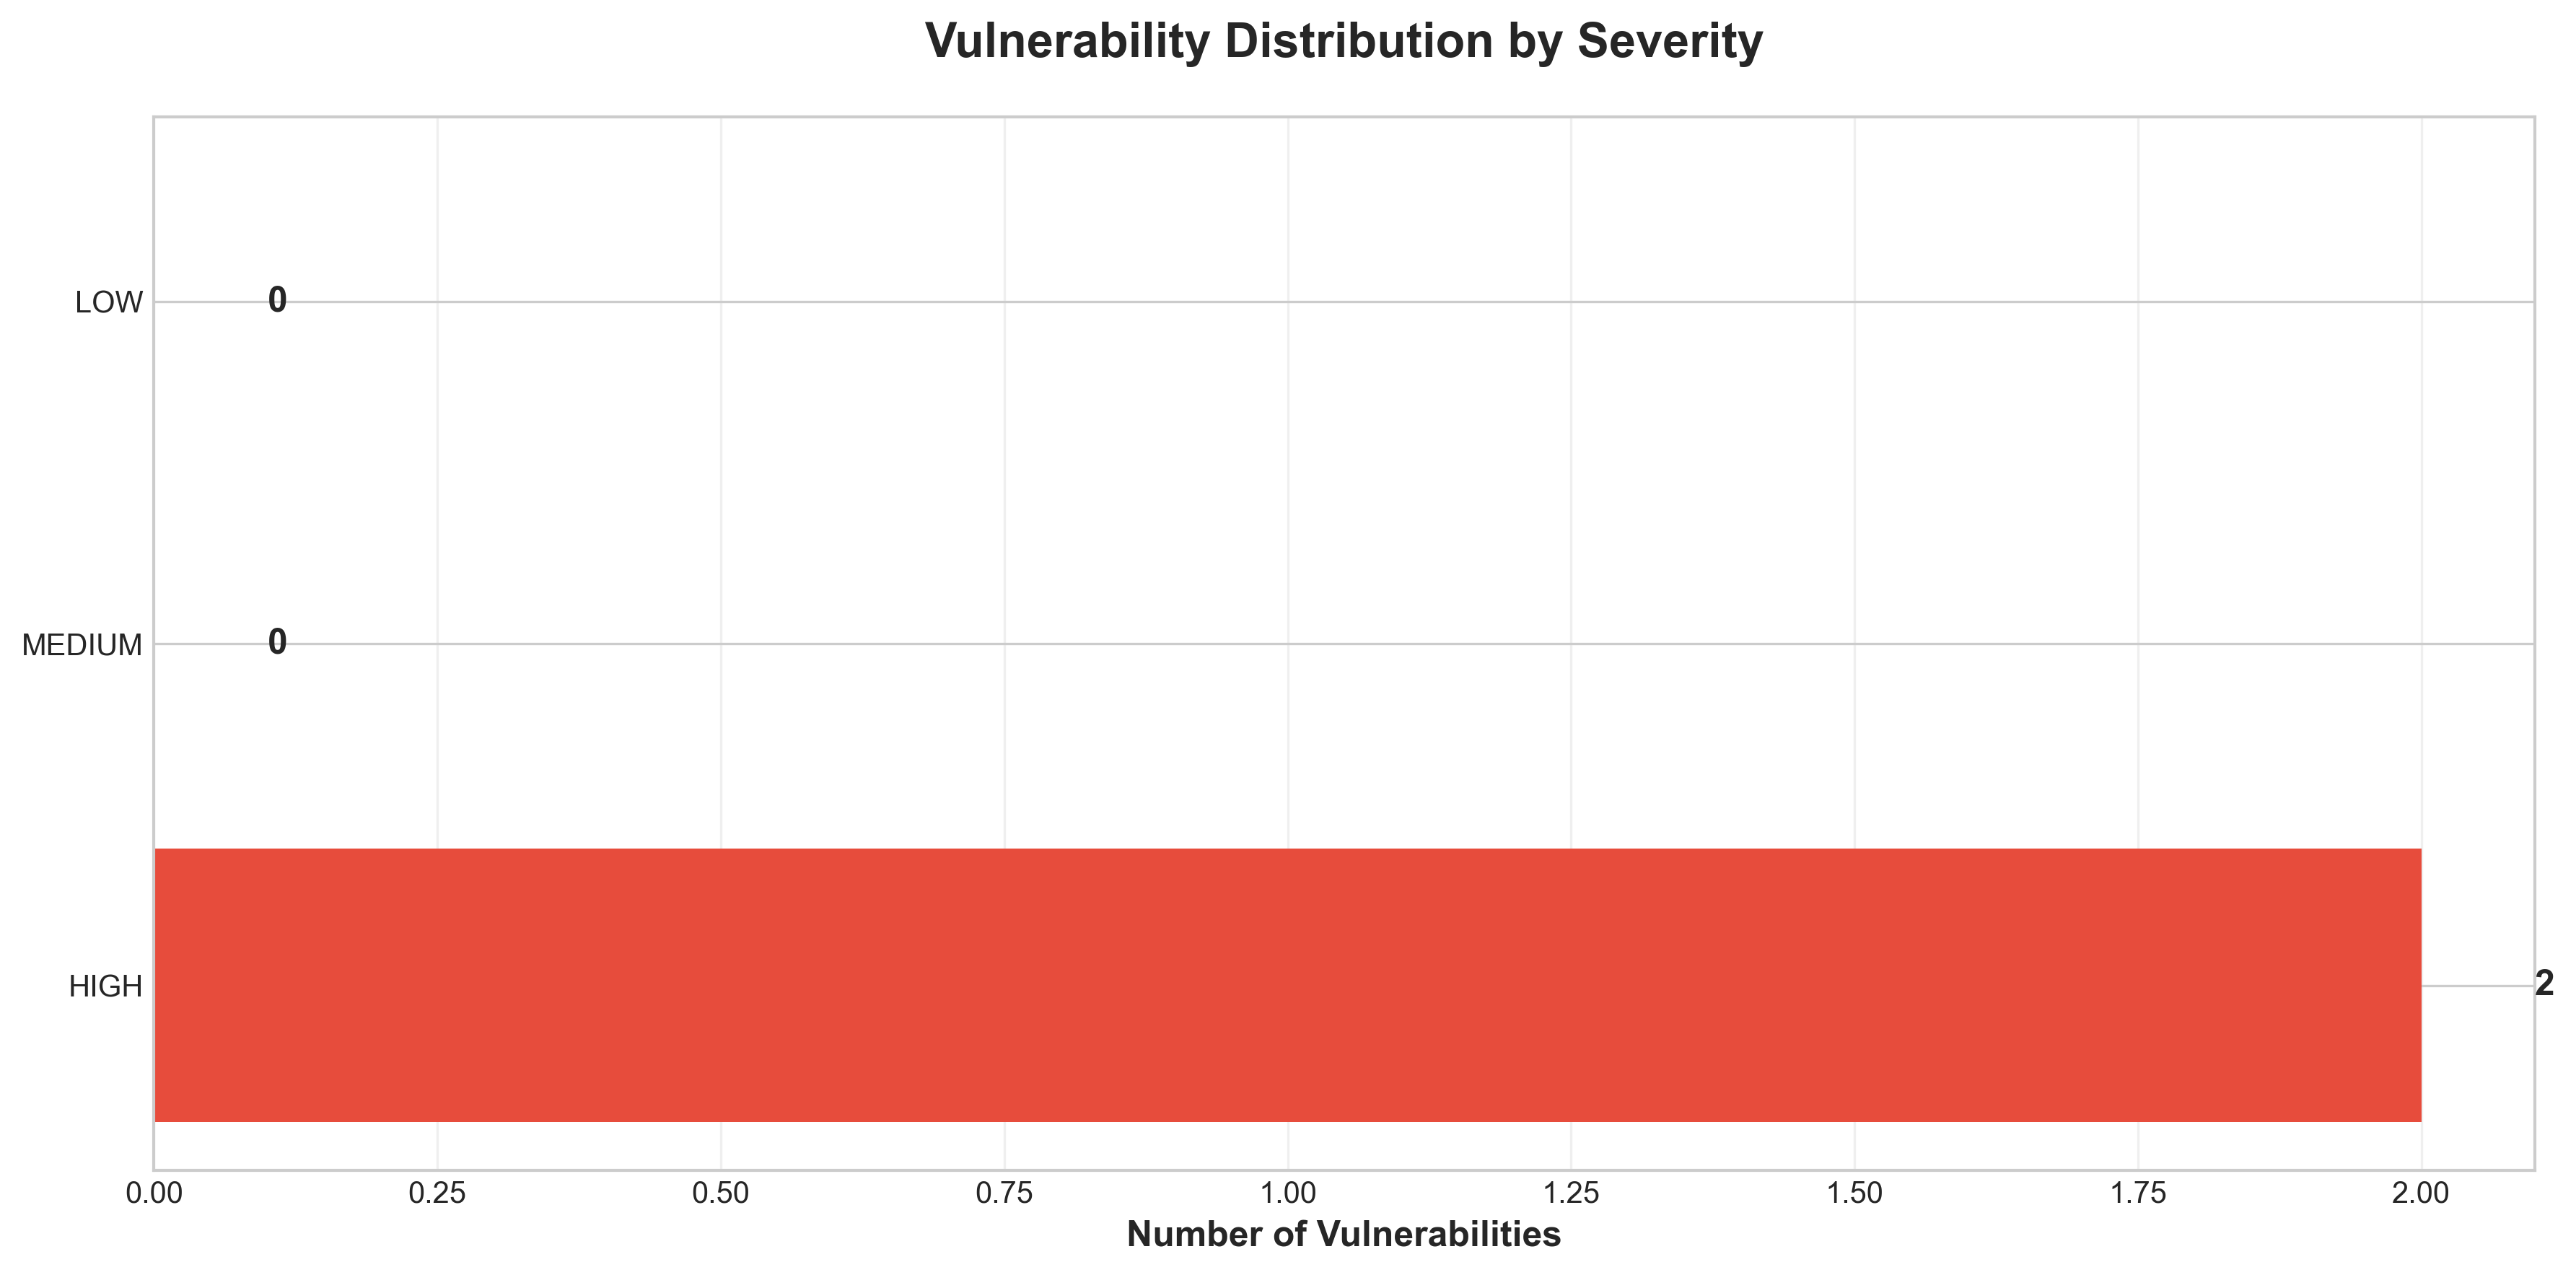 Vulnerability Distribution by Severity
LOW 0
MEDIUM 0
HIGH 2
0.00 0.25 0.50 0.75 1.00 1.25 1.50 1.75 2.00
Number of Vulnerabilities